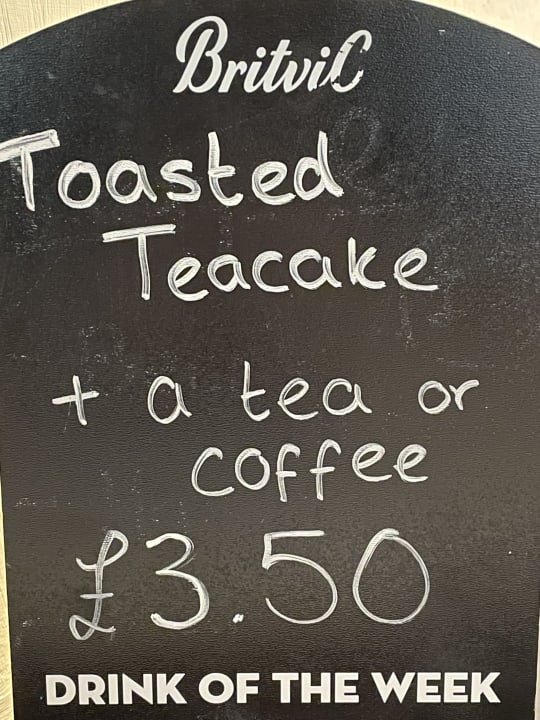 Britvic
Toasted
Teacake
+ a tea or
coffee
£3.50
DRINK OF THE WEEK